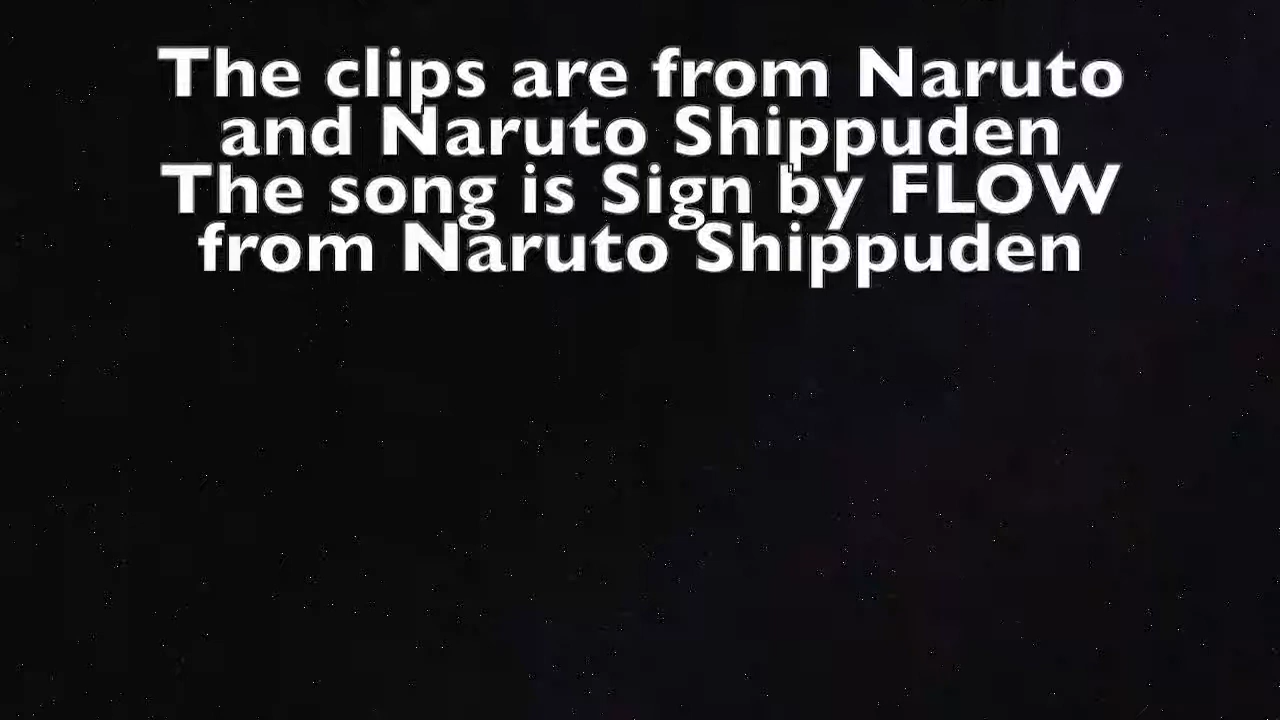 The clips are from Naruto
and Naruto Shippuden
The song is Sign by FLOW
from Naruto Shippuden